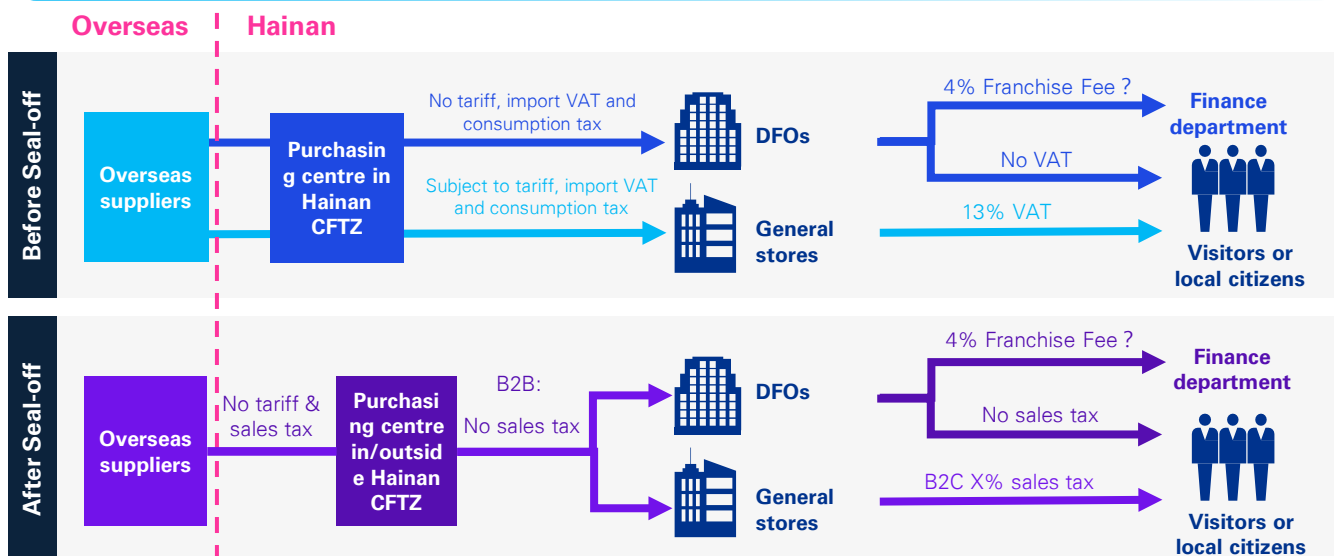 Overseas
Hainan
Before Seal-off
Overseas
suppliers
Purchasin
g centre in
Hainan
CFTZ
No tariff, import VAT and
consumption tax
Subject to tariff, import VAT
and consumption tax
DFOs
General
stores
4% Franchise Fee ?
No VAT
13% VAT
Finance
department
Visitors or
local citizens
After Seal-off
Overseas
suppliers
No tariff &
sales tax
Purchasi
ng centre
in/outsid
e Hainan
CFTZ
B2B:
No sales tax
DFOs
General
stores
4% Franchise Fee ?
No sales tax
B2C X% sales tax
Finance
department
Visitors or
local citizens